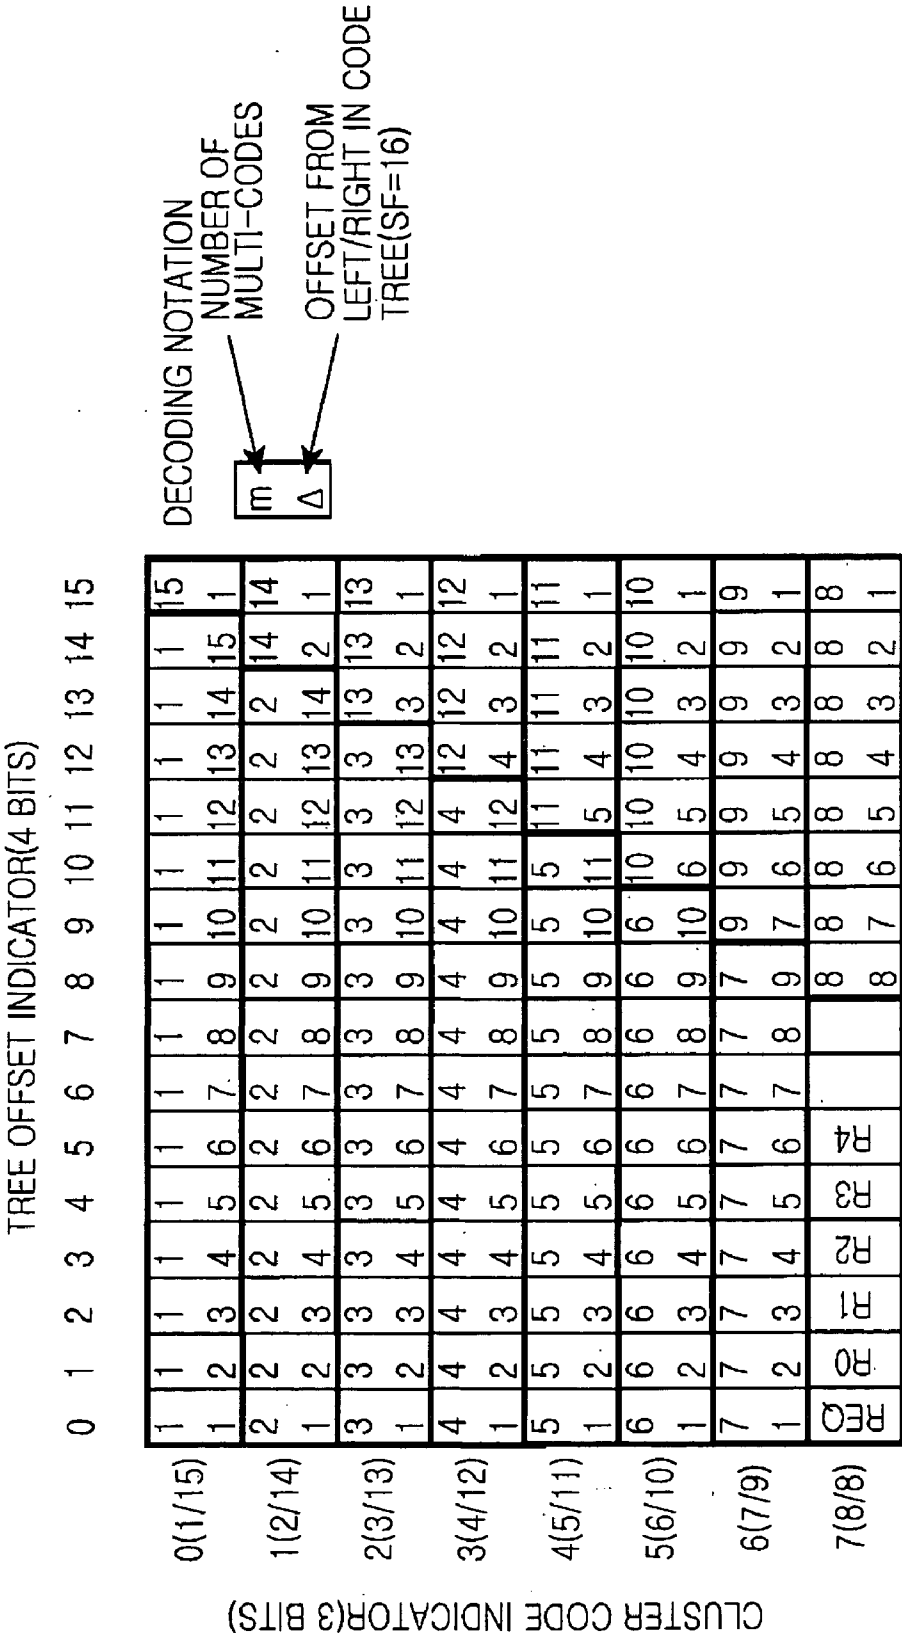 TREE OFFSET INDICATOR(4 BITS)
0 1 2 3 4 5 6 7 8 9 10 11 12 13 14 15
CLUSTER CODE INDICATOR(3 BITS)
0(1/15)
1 1 1 1 1 1 1 1 1 1 1 1 1 1 1 15
1 2 3 4 5 6 7 8 9 10 11 12 13 14 15 1
1(2/14)
2 2 2 2 2 2 2 2 2 2 2 2 2 2 14 14
1 2 3 4 5 6 7 8 9 10 11 12 13 14 2 1
2(3/13)
3 3 3 3 3 3 3 3 3 3 3 3 3 13 13 13
1 2 3 4 5 6 7 8 9 10 11 12 13 3 2 1
3(4/12)
4 4 4 4 4 4 4 4 4 4 4 4 12 12 12 12
1 2 3 4 5 6 7 8 9 10 11 12 4 3 2 1
4(5/11)
5 5 5 5 5 5 5 5 5 5 5 11 11 11 11 11
1 2 3 4 5 6 7 8 9 10 11 5 4 3 2 1
5(6/10)
6 6 6 6 6 6 6 6 6 6 10 10 10 10 10 10
1 2 3 4 5 6 7 8 9 10 6 5 4 3 2 1
6(7/9)
7 7 7 7 7 7 7 7 7 9 9 9 9 9 9 9
1 2 3 4 5 6 7 8 9 7 6 5 4 3 2 1
7(8/8)
REQ R0 R1 R2 R3 R4 8 8 8 8 8 8 8 8
8 7 6 5 4 3 2 1
DECODING NOTATION
NUMBER OF
MULTI-CODES
m
Δ
OFFSET FROM
LEFT/RIGHT IN CODE
TREE(SF=16)